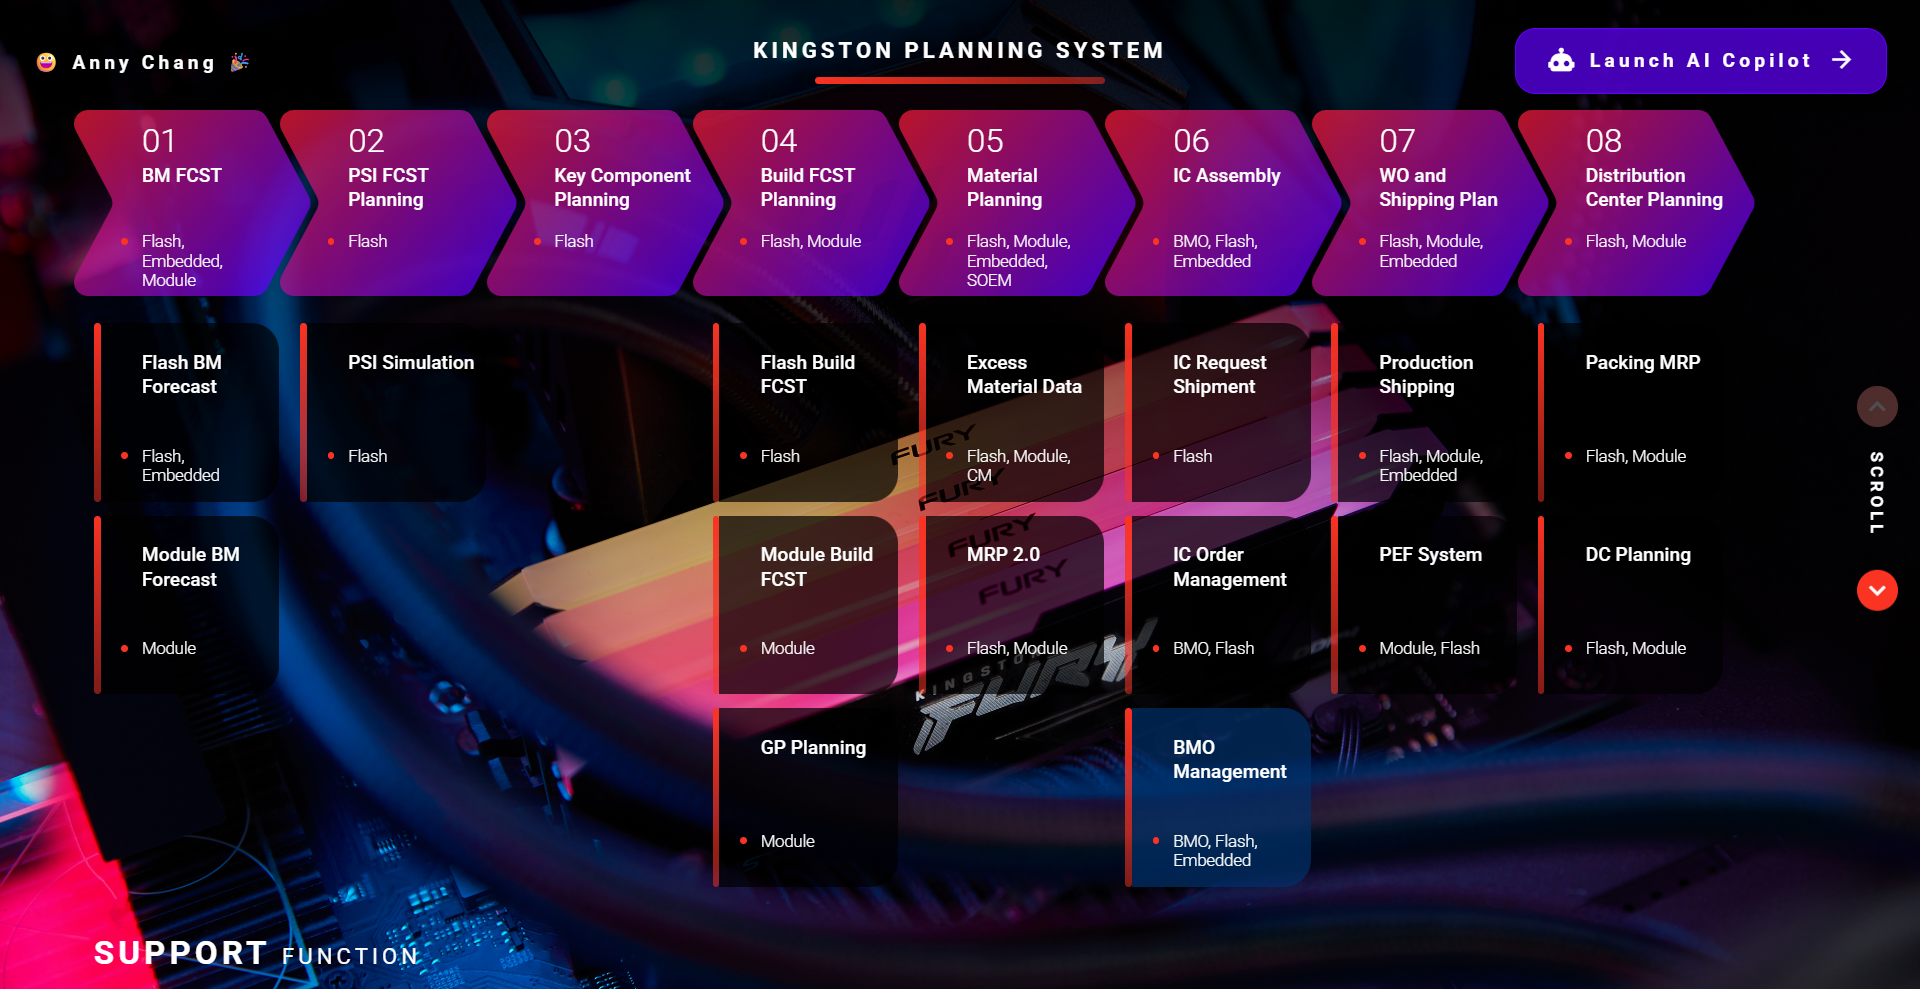 Anny Chang
KINGSTON PLANNING SYSTEM
Launch AI Copilot
01
BM FCST
Flash,
Embedded,
Module
02
PSI FCST
Planning
Flash
03
Key Component
Planning
Flash
04
Build FCST
Planning
Flash, Module
05
Material
Planning
Flash, Module,
Embedded,
SOEM
06
IC Assembly
BMO, Flash,
Embedded
07
WO and
Shipping Plan
Flash, Module,
Embedded
08
Distribution
Center Planning
Flash, Module
Flash BM
Forecast
Flash,
Embedded
PSI Simulation
Flash
Flash Build
FCST
Flash
Excess
Material Data
Flash, Module,
CM
IC Request
Shipment
Flash
Production
Shipping
Flash, Module,
Embedded
Packing MRP
Flash, Module
Module BM
Forecast
Module
Module Build
FCST
Module
MRP 2.0
Flash, Module
IC Order
Management
BMO, Flash
PEF System
Module, Flash
DC Planning
Flash, Module
GP Planning
Module
BMO
Management
BMO, Flash,
Embedded
FURY
FURY
FURY
FURY
KINGSTON
FURY
SCROLL
SUPPORT FUNCTION